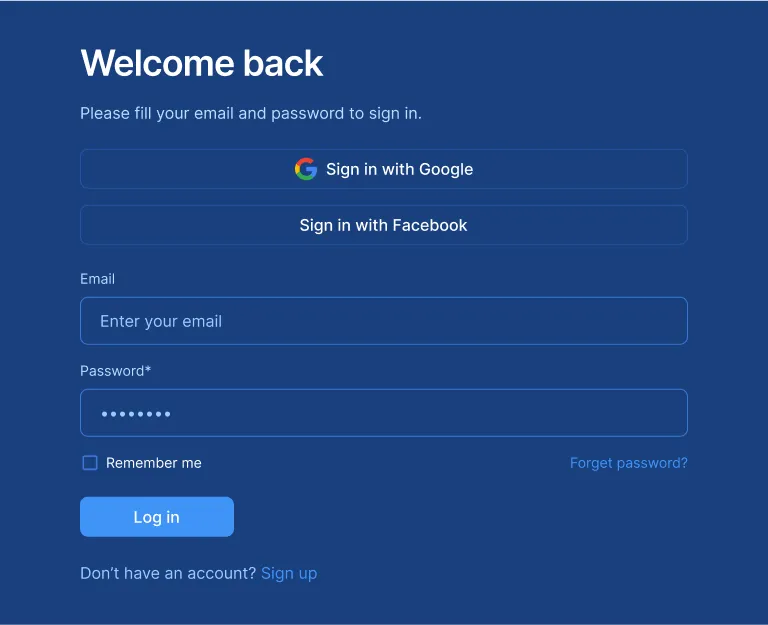 Welcome back
Please fill your email and password to sign in.
Sign in with Google
Sign in with Facebook
Email
Enter your email
Password*
••••••••
Remember me
Forget password?
Log in
Don’t have an account? Sign up